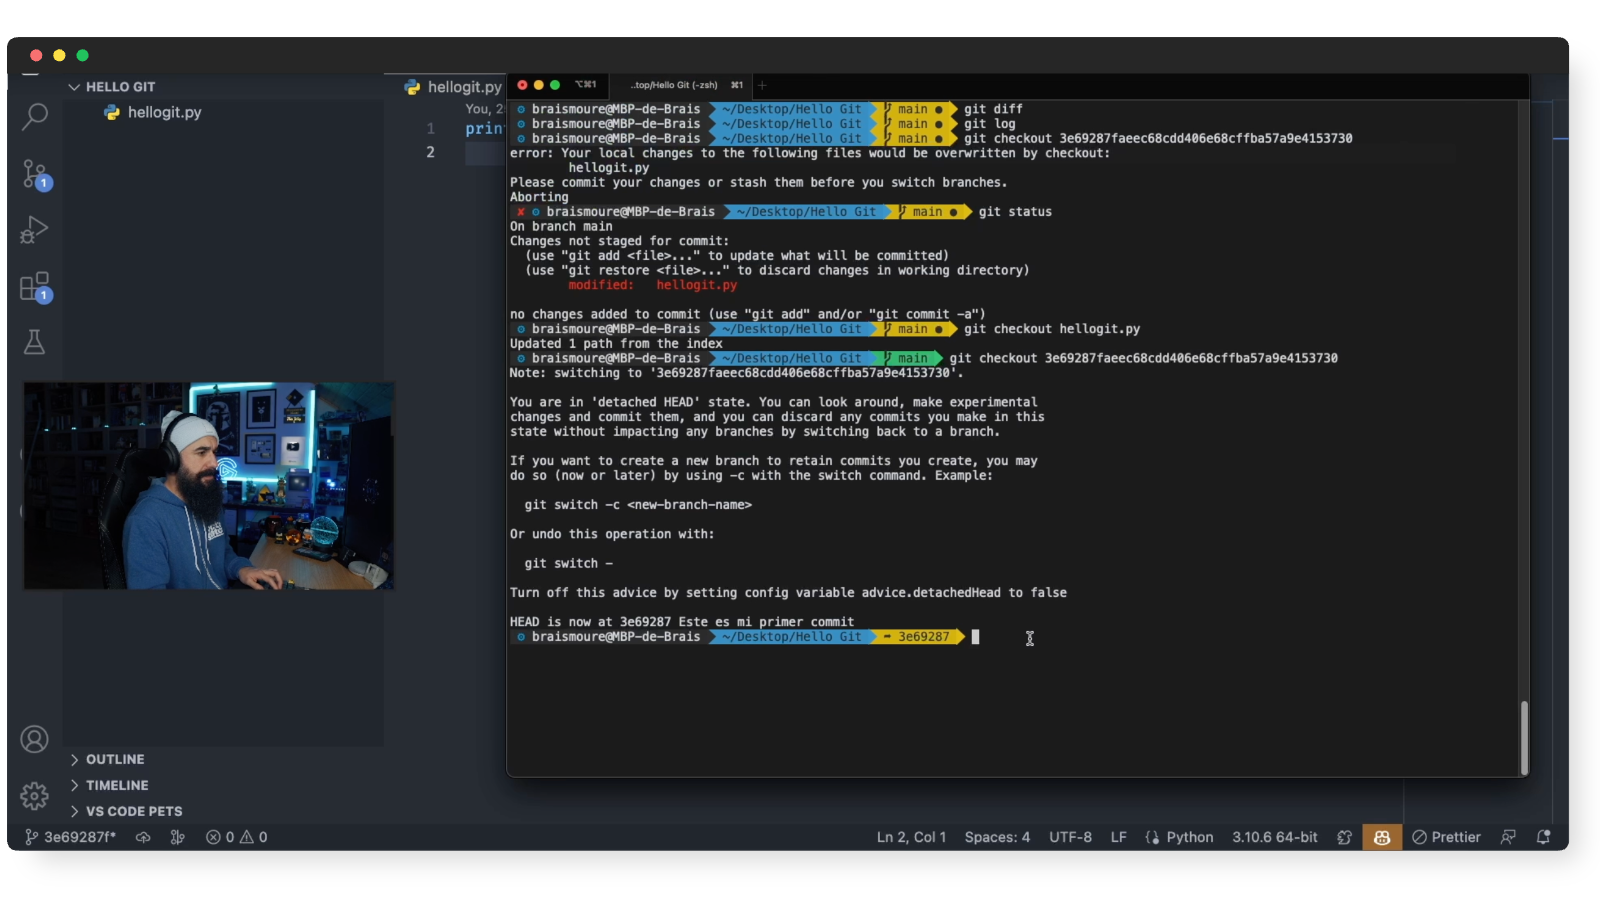 HELLO GIT
hellogit.py
hellogit.py
You, 2
1
prin
2
1
1
⌥⌘1
..top/Hello Git (-zsh)
⌘1
braismoure@MBP-de-Brais ~/Desktop/Hello Git main ● git diff
braismoure@MBP-de-Brais ~/Desktop/Hello Git main ● git log
braismoure@MBP-de-Brais ~/Desktop/Hello Git main ● git checkout 3e69287faeec68cdd406e68cffba57a9e4153730
error: Your local changes to the following files would be overwritten by checkout:
hellogit.py
Please commit your changes or stash them before you switch branches.
Aborting
✘ braismoure@MBP-de-Brais ~/Desktop/Hello Git main ● git status
On branch main
Changes not staged for commit:
(use "git add <file>..." to update what will be committed)
(use "git restore <file>..." to discard changes in working directory)
modified: hellogit.py
no changes added to commit (use "git add" and/or "git commit -a")
braismoure@MBP-de-Brais ~/Desktop/Hello Git main ● git checkout hellogit.py
Updated 1 path from the index
braismoure@MBP-de-Brais ~/Desktop/Hello Git main git checkout 3e69287faeec68cdd406e68cffba57a9e4153730
Note: switching to '3e69287faeec68cdd406e68cffba57a9e4153730'.
You are in 'detached HEAD' state. You can look around, make experimental
changes and commit them, and you can discard any commits you make in this
state without impacting any branches by switching back to a branch.
If you want to create a new branch to retain commits you create, you may
do so (now or later) by using -c with the switch command. Example:
git switch -c <new-branch-name>
Or undo this operation with:
git switch -
Turn off this advice by setting config variable advice.detachedHead to false
HEAD is now at 3e69287 Este es mi primer commit
braismoure@MBP-de-Brais ~/Desktop/Hello Git ➦ 3e69287
OUTLINE
TIMELINE
VS CODE PETS
3e69287f* 0 0 Ln 2, Col 1 Spaces: 4 UTF-8 LF Python 3.10.6 64-bit Prettier